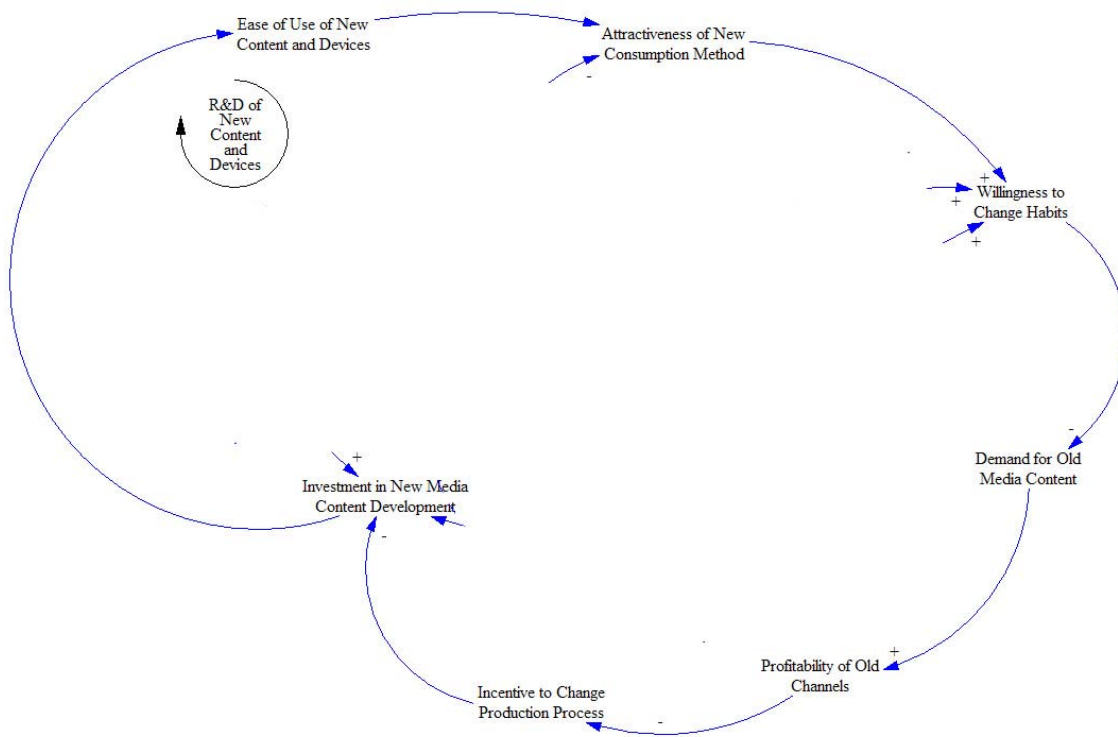 Ease of Use of New
Content and Devices
Attractiveness of New
Consumption Method
-
R&D of
New
Content
and
Devices
+
+
Willingness to
Change Habits
+
-
Demand for Old
Media Content
+
Investment in New Media
Content Development
-
+
Profitability of Old
Channels
Incentive to Change
Production Process
-